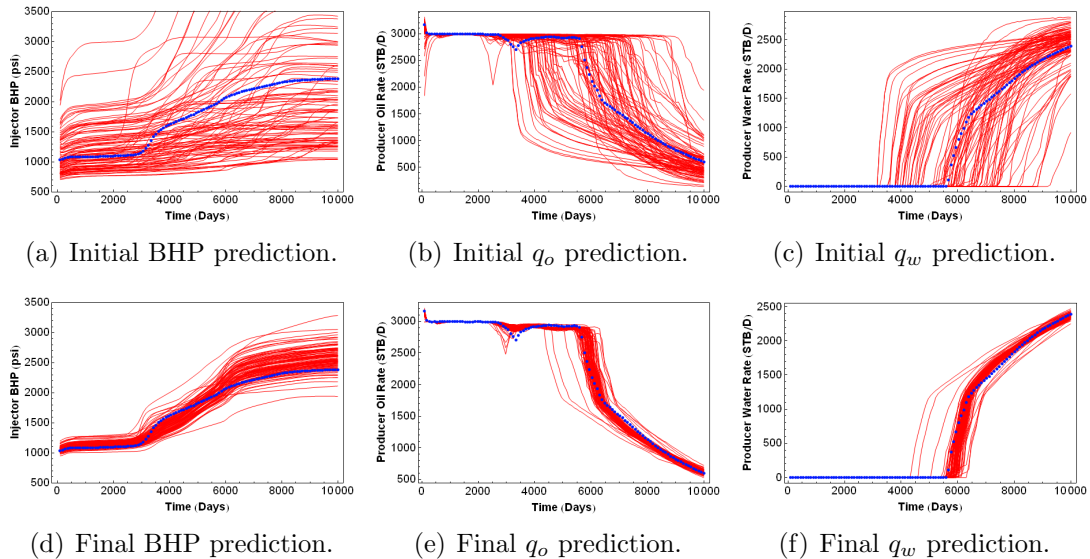 3500
3000
2500
2000
1500
1000
500
Injector BHP (psi)
0 2000 4000 6000 8000 10000
Time (Days)
3000
2500
2000
1500
1000
500
Producer Oil Rate (STB/D)
0 2000 4000 6000 8000 10000
Time (Days)
2500
2000
1500
1000
500
0
Producer Water Rate (STB/D)
0 2000 4000 6000 8000 10000
Time (Days)
(a) Initial BHP prediction.
(b) Initial qo prediction.
(c) Initial qw prediction.
3500
3000
2500
2000
1500
1000
500
Injector BHP (psi)
0 2000 4000 6000 8000 10000
Time (Days)
3000
2500
2000
1500
1000
500
Producer Oil Rate (STB/D)
0 2000 4000 6000 8000 10000
Time (Days)
2500
2000
1500
1000
500
0
Producer Water Rate (STB/D)
0 2000 4000 6000 8000 10000
Time (Days)
(d) Final BHP prediction.
(e) Final qo prediction.
(f) Final qw prediction.